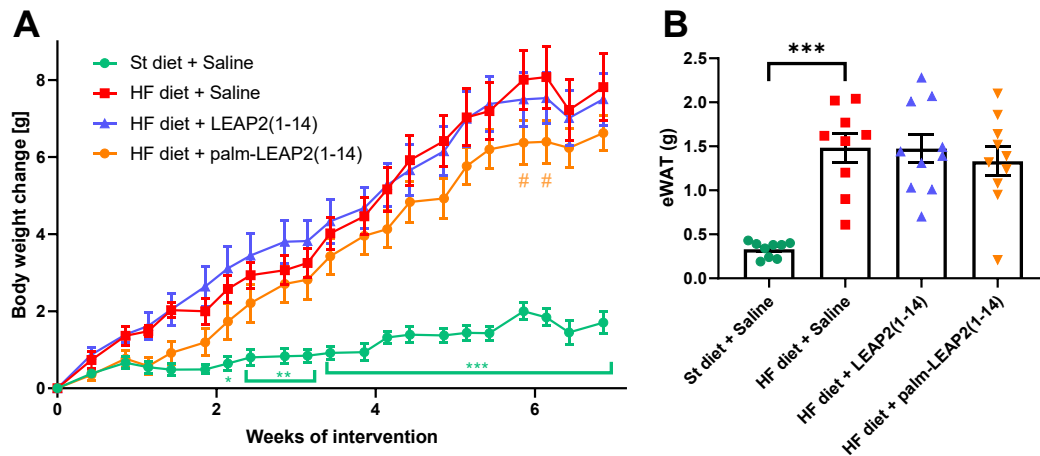 A
Body weight change [g]
8
6
4
2
0
St diet + Saline
HF diet + Saline
HF diet + LEAP2(1-14)
HF diet + palm-LEAP2(1-14)
# #
* ** ***
0 2 4 6
Weeks of intervention
B
eWAT (g)
2.5
2.0
1.5
1.0
0.5
0.0
***
St diet + Saline
HF diet + Saline
HF diet + LEAP2(1-14)
HF diet + palm-LEAP2(1-14)